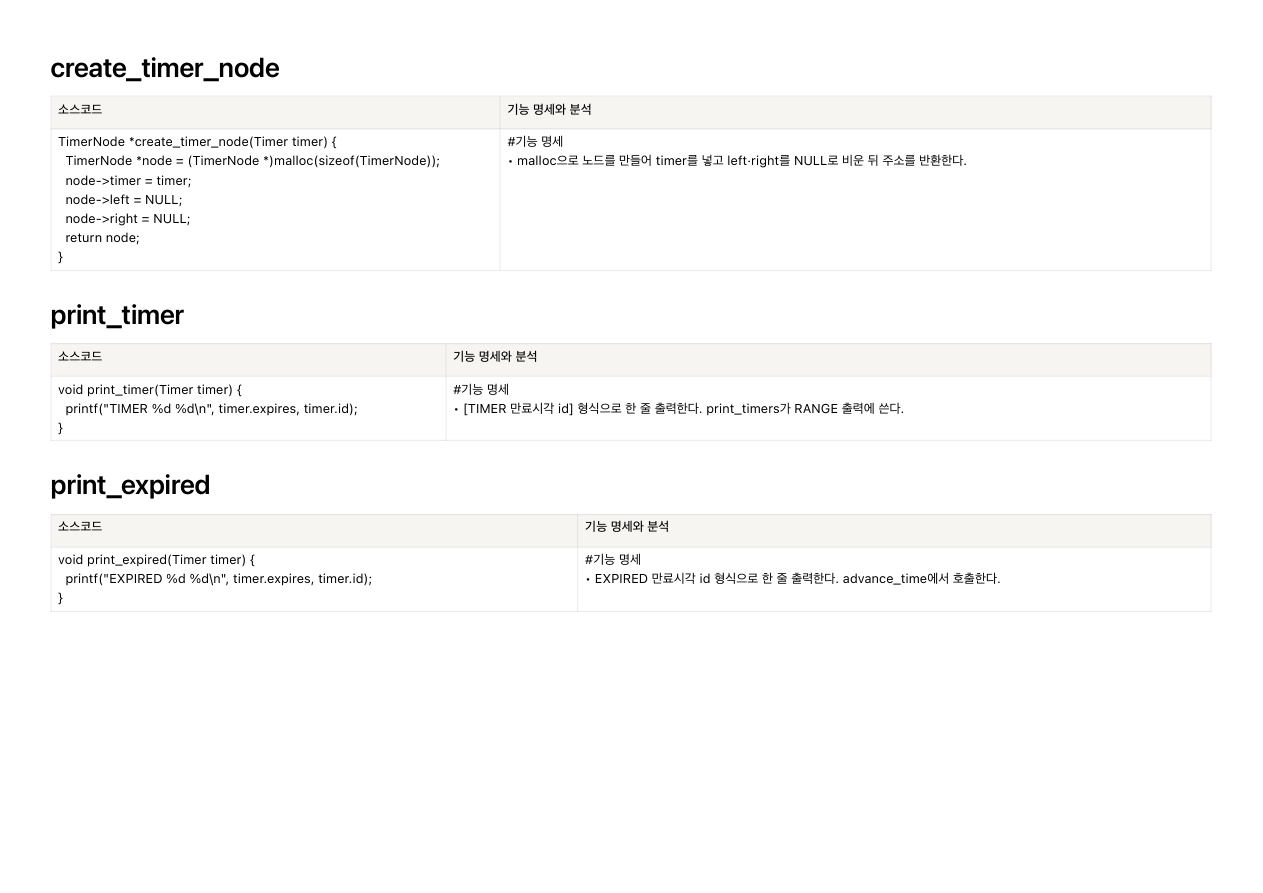 create_timer_node
소스코드
기능 명세와 분석
TimerNode *create_timer_node(Timer timer) {
  TimerNode *node = (TimerNode *)malloc(sizeof(TimerNode));
  node->timer = timer;
  node->left = NULL;
  node->right = NULL;
  return node;
}
#기능 명세
• malloc으로 노드를 만들어 timer를 넣고 left·right를 NULL로 비운 뒤 주소를 반환한다.
print_timer
소스코드
기능 명세와 분석
void print_timer(Timer timer) {
  printf("TIMER %d %d\n", timer.expires, timer.id);
}
#기능 명세
• [TIMER 만료시각 id] 형식으로 한 줄 출력한다. print_timers가 RANGE 출력에 쓴다.
print_expired
소스코드
기능 명세와 분석
void print_expired(Timer timer) {
  printf("EXPIRED %d %d\n", timer.expires, timer.id);
}
#기능 명세
• EXPIRED 만료시각 id 형식으로 한 줄 출력한다. advance_time에서 호출한다.